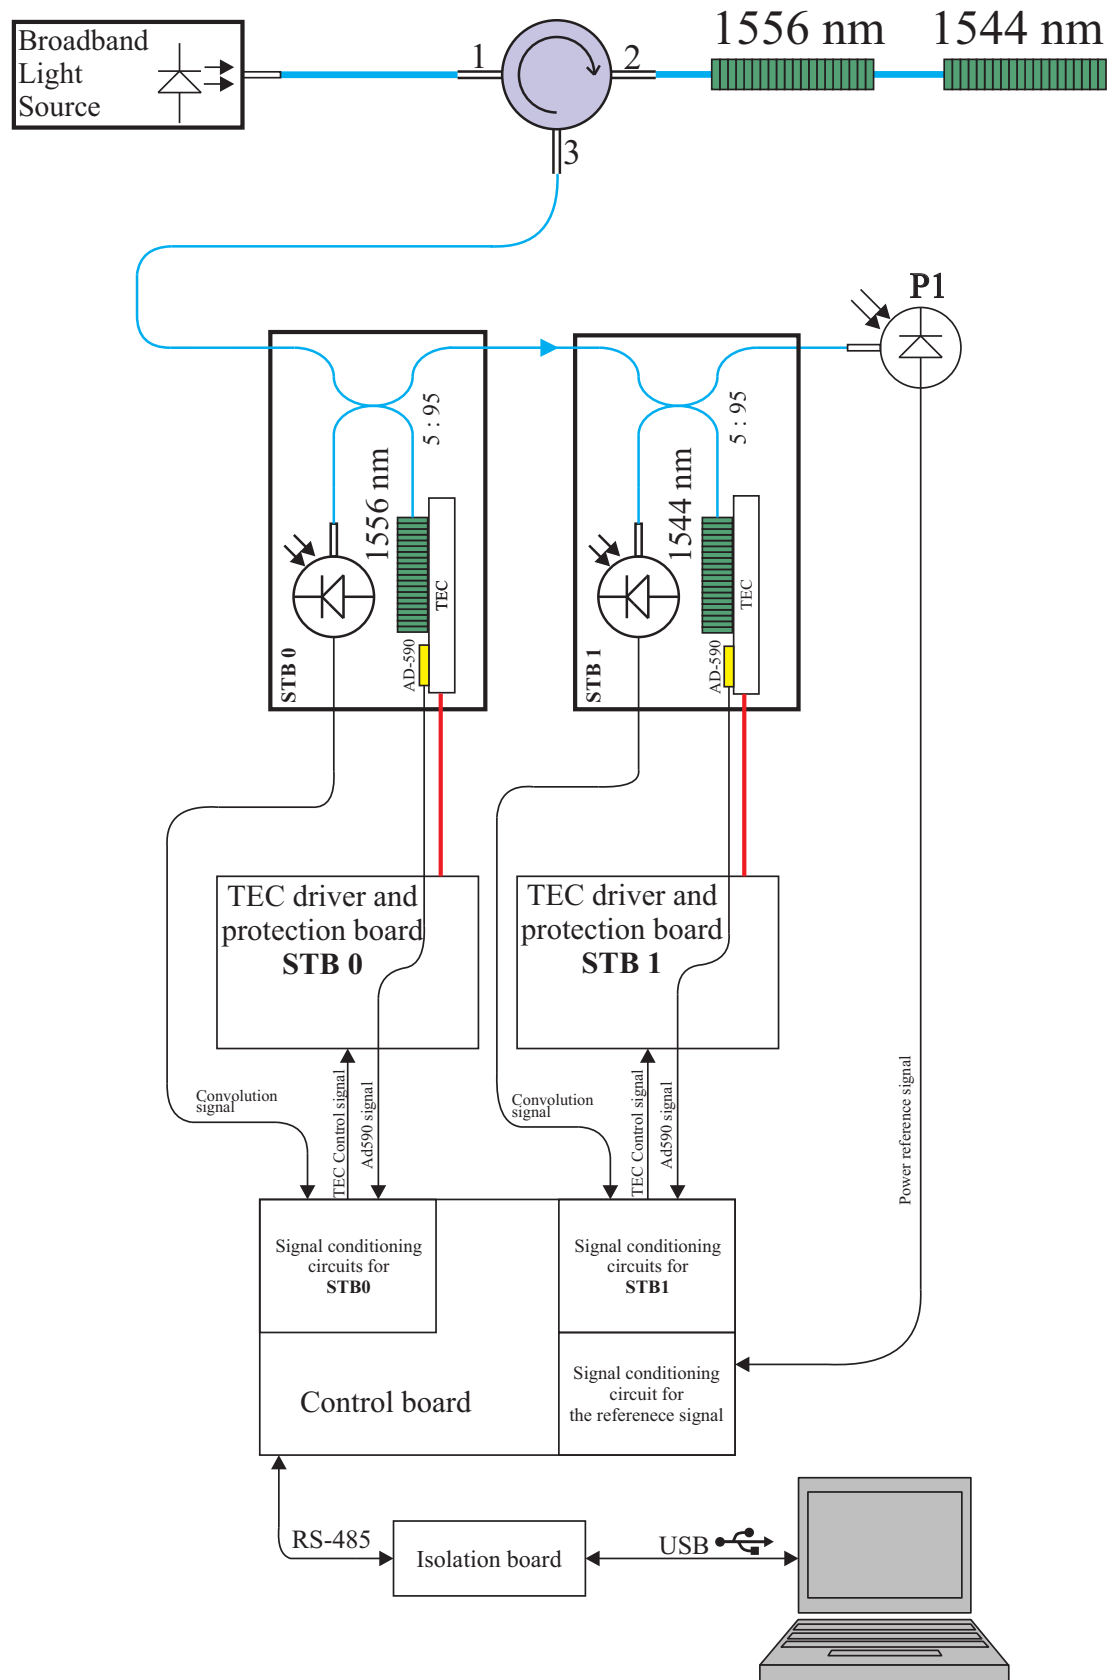 Broadband
Light
Source
1
2
3
1556 nm
1544 nm
P1
5 : 95
1556 nm
TEC
AD-590
STB 0
5 : 95
1544 nm
TEC
AD-590
STB 1
TEC driver and
protection board
STB 0
TEC driver and
protection board
STB 1
Convolution
signal
TEC Control signal
Ad590 signal
Convolution
signal
TEC Control signal
Ad590 signal
Power reference signal
Signal conditioning
circuits for
STB0
Signal conditioning
circuits for
STB1
Control board
Signal conditioning
circuit for
the referenece signal
RS-485
Isolation board
USB